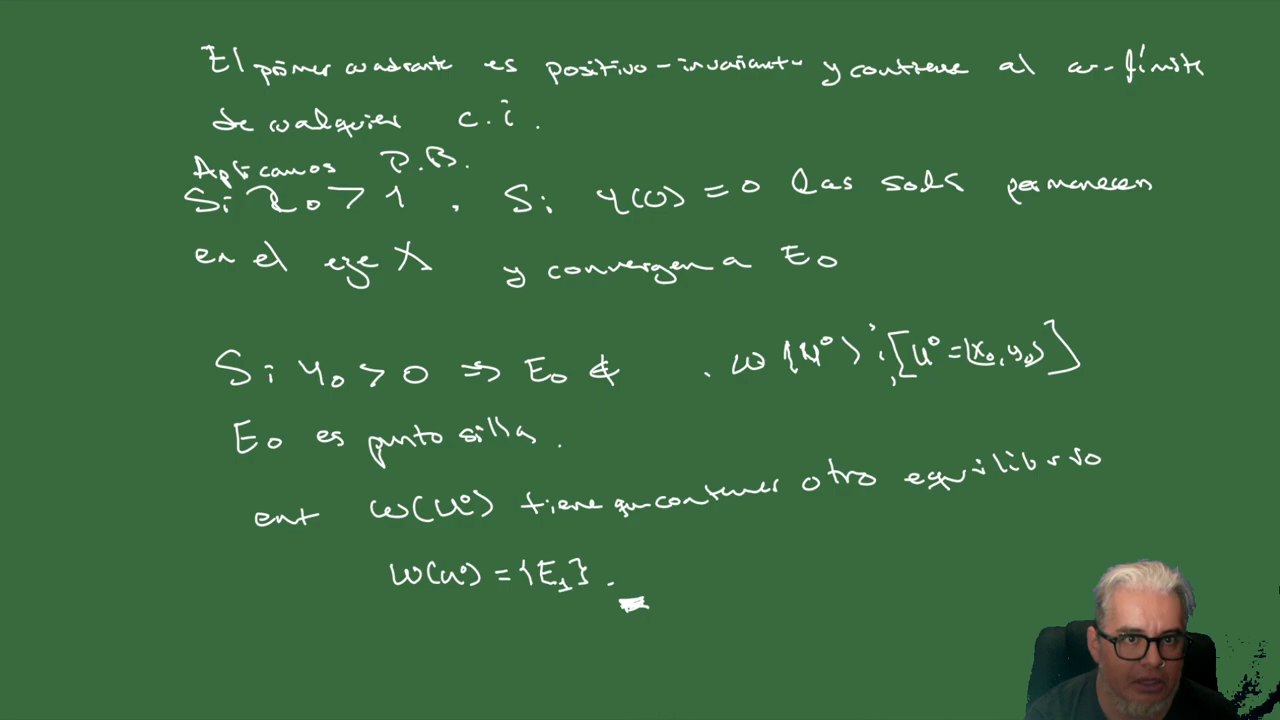 El primer cuadrante es positivo-invariante y contiene al ω-límite
de cualquier c.i.
Aplicamos P.B.
Si R₀ > 1. Si Y(0) = 0 las sols permanecen
en el eje X y convergen a E₀
Si Y₀ > 0 ⇒ E₀ ∉ . ω(U⁰) ; [U⁰ = (x₀, y₀)]
E₀ es punto silla.
ent ω(U⁰) tiene que contener otro equilibrio
ω(U⁰) = {E₁}.